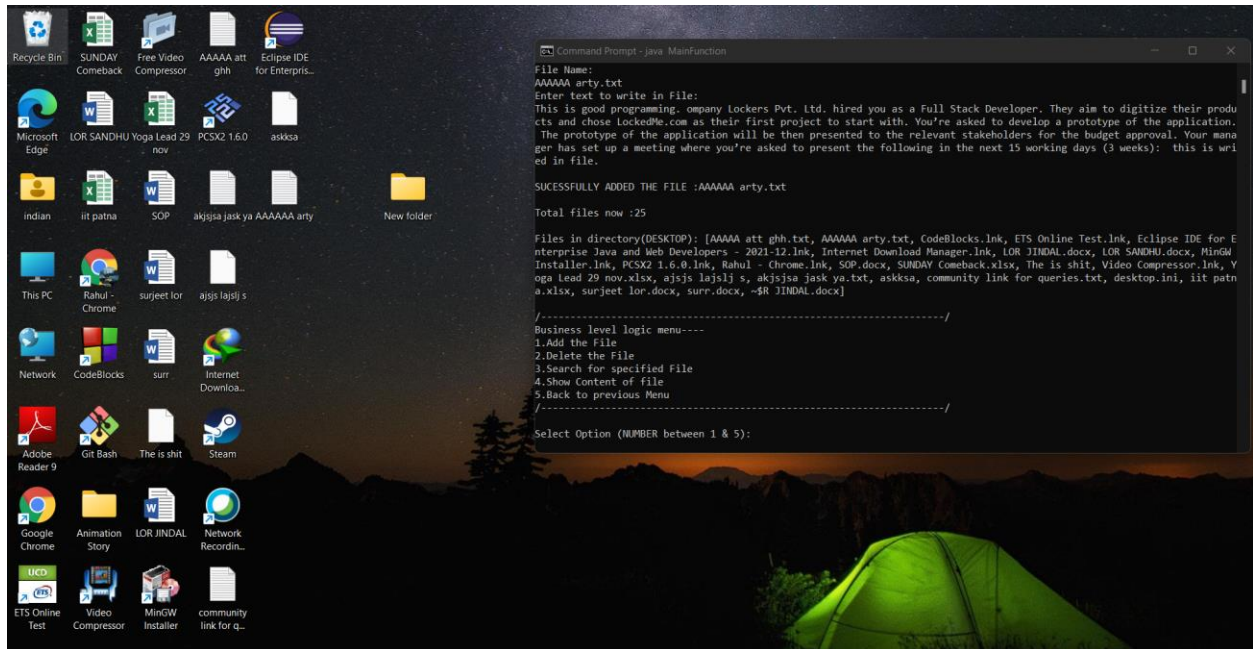 Recycle Bin
SUNDAY
Comeback
Free Video
Compressor
AAAAA att
ghh
Eclipse IDE
for Enterpris...
Microsoft
Edge
LOR SANDHU
Yoga Lead 29
nov
PCSX2 1.6.0
askksa
indian
iit patna
SOP
akjsjsa jask ya
AAAAAA arty
New folder
This PC
Rahul -
Chrome
surjeet lor
ajsjs lajslj s
Network
CodeBlocks
surr
Internet
Downloa...
Adobe
Reader 9
Git Bash
The is shit
Steam
Google
Chrome
Animation
Story
LOR JINDAL
Network
Recordin...
UCD
ETS
ETS Online
Test
Video
Compressor
MinGW
Installer
community
link for q...
Command Prompt - java MainFunction
File Name:
AAAAAA arty.txt
Enter text to write in File:
This is good programming. ompany Lockers Pvt. Ltd. hired you as a Full Stack Developer. They aim to digitize their produ
cts and chose LockedMe.com as their first project to start with. You’re asked to develop a prototype of the application.
The prototype of the application will be then presented to the relevant stakeholders for the budget approval. Your mana
ger has set up a meeting where you’re asked to present the following in the next 15 working days (3 weeks):  this is wri
ed in file.
SUCESSFULLY ADDED THE FILE :AAAAAA arty.txt
Total files now :25
Files in directory(DESKTOP): [AAAAA att ghh.txt, AAAAAA arty.txt, CodeBlocks.lnk, ETS Online Test.lnk, Eclipse IDE for E
nterprise Java and Web Developers - 2021-12.lnk, Internet Download Manager.lnk, LOR JINDAL.docx, LOR SANDHU.docx, MinGW
Installer.lnk, PCSX2 1.6.0.lnk, Rahul - Chrome.lnk, SOP.docx, SUNDAY Comeback.xlsx, The is shit, Video Compressor.lnk, Y
oga Lead 29 nov.xlsx, ajsjs lajslj s, akjsjsa jask ya.txt, askksa, community link for queries.txt, desktop.ini, iit patn
a.xlsx, surjeet lor.docx, surr.docx, ~$R JINDAL.docx]
/---------------------------------------------------------------------/
Business level logic menu----
1.Add the File
2.Delete the File
3.Search for specified File
4.Show Content of file
5.Back to previous Menu
/---------------------------------------------------------------------/
Select Option (NUMBER between 1 & 5):